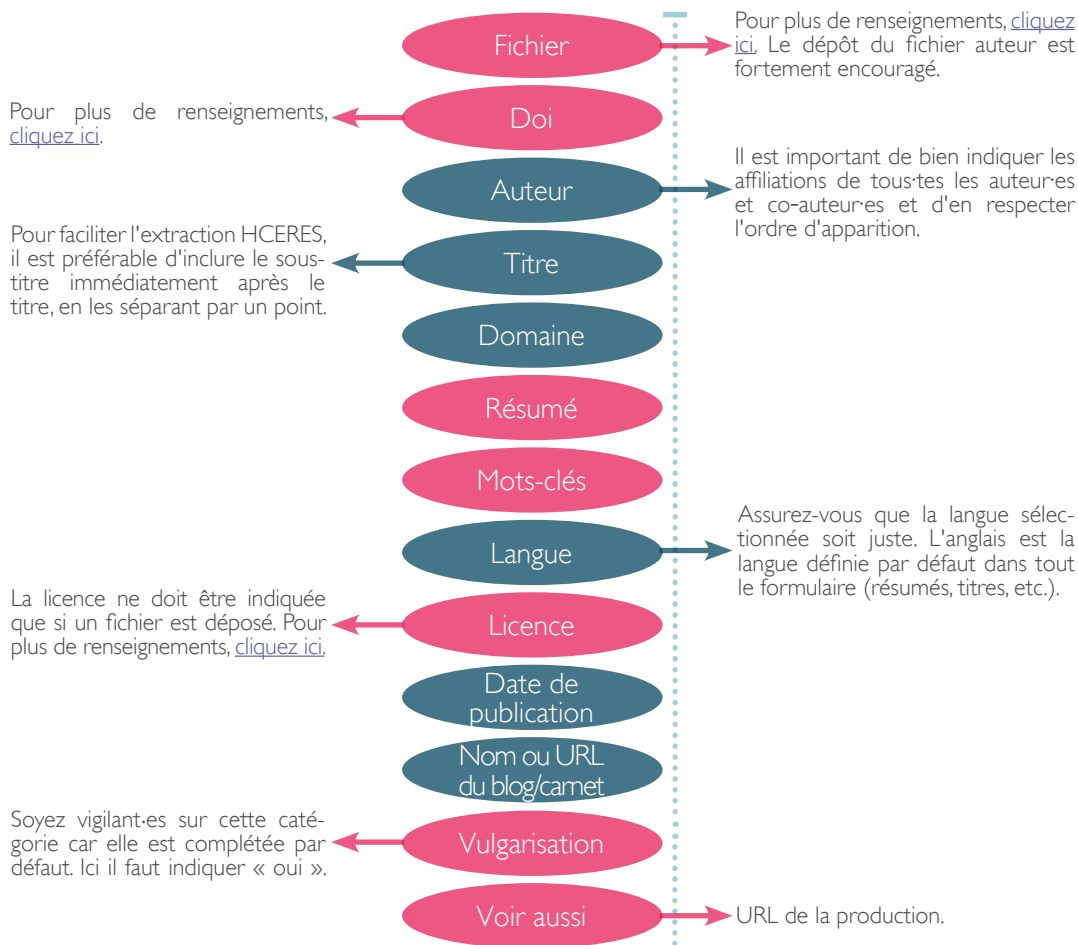 Fichier
Pour plus de renseignements, cliquez
ici. Le dépôt du fichier auteur est
fortement encouragé.
Pour plus de renseignements,
cliquez ici.
Doi
Auteur
Il est important de bien indiquer les
affiliations de tous·tes les auteur·es
et co-auteur·es et d'en respecter
l'ordre d'apparition.
Pour faciliter l'extraction HCERES,
il est préférable d'inclure le sous-
titre immédiatement après le
titre, en les séparant par un point.
Titre
Domaine
Résumé
Mots-clés
Langue
Assurez-vous que la langue sélec-
tionnée soit juste. L'anglais est la
langue définie par défaut dans tout
le formulaire (résumés, titres, etc.).
La licence ne doit être indiquée
que si un fichier est déposé. Pour
plus de renseignements, cliquez ici.
Licence
Date de
publication
Nom ou URL
du blog/carnet
Soyez vigilant·es sur cette caté-
gorie car elle est complétée par
défaut. Ici il faut indiquer « oui ».
Vulgarisation
Voir aussi
URL de la production.